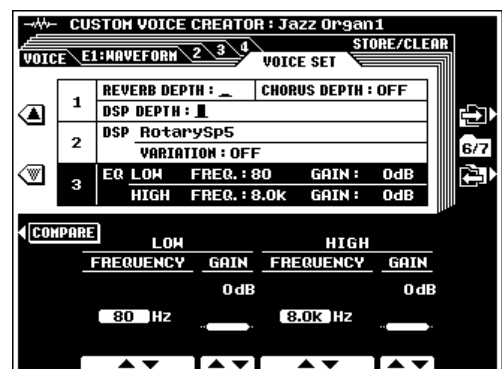 CUSTOM VOICE CREATOR : Jazz Organ1
STORE/CLEAR
VOICE E1:WAVEFORM 2 3 4 VOICE SET
1 REVERB DEPTH : CHORUS DEPTH : OFF
DSP DEPTH :
2 DSP RotarySp5
VARIATION : OFF
6/7
3 EQ LOW FREQ. : 80 GAIN : 0dB
HIGH FREQ. : 8.0k GAIN : 0dB
COMPARE
LOW HIGH
FREQUENCY GAIN FREQUENCY GAIN
0dB 0dB
80 Hz 8.0K Hz